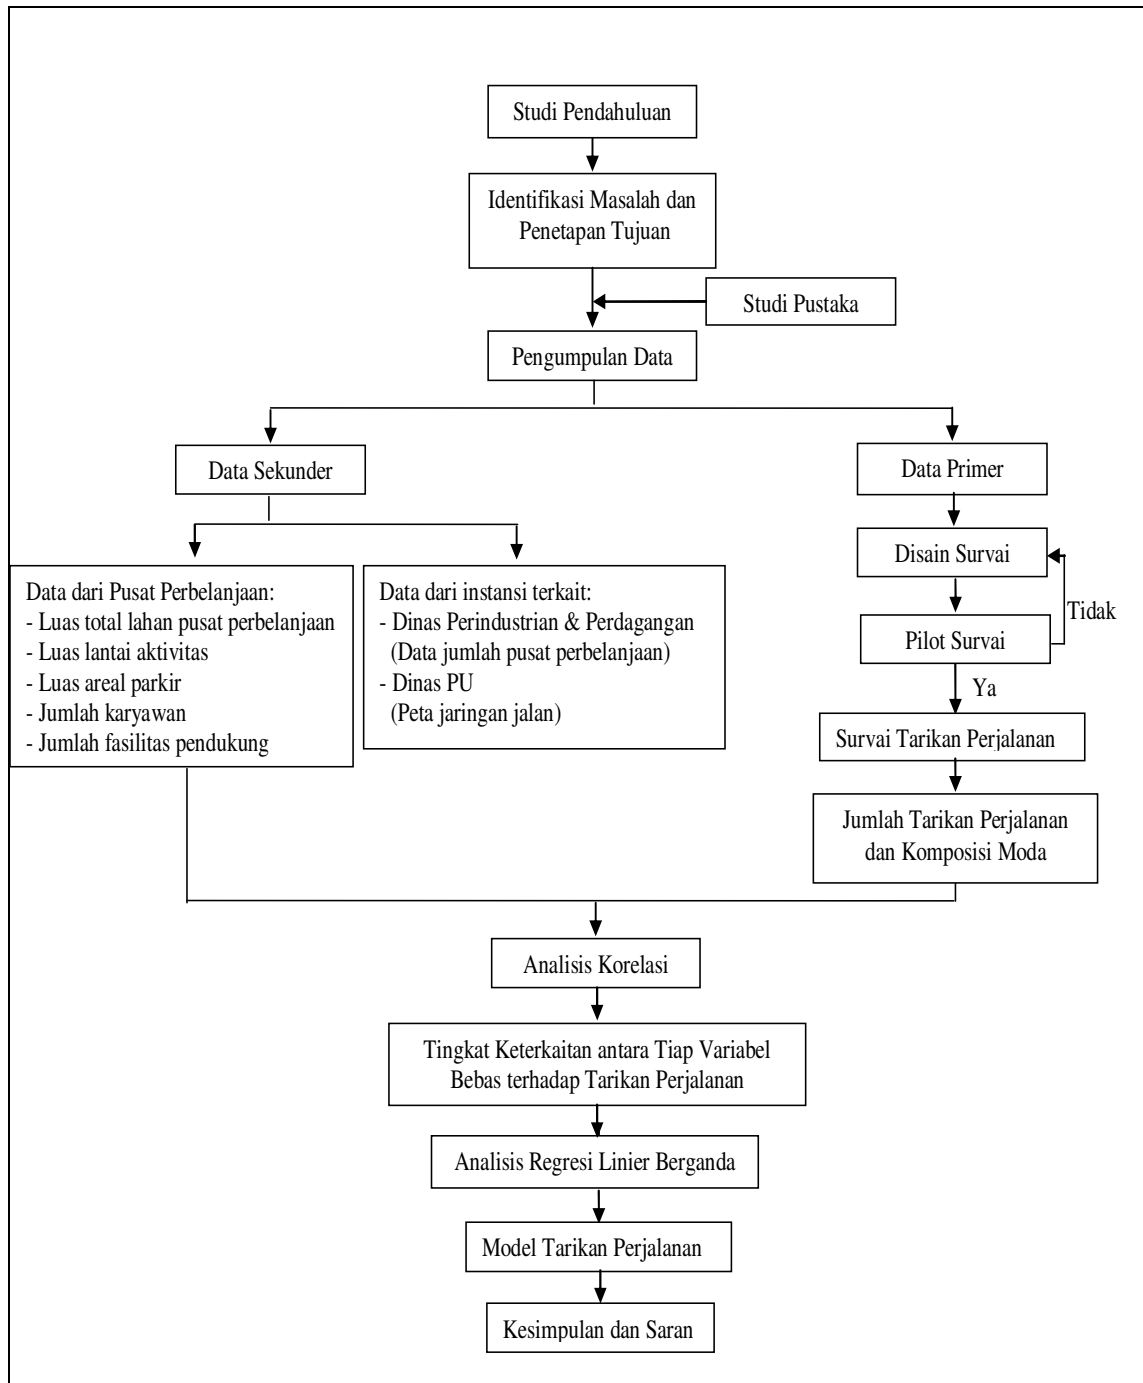 Studi Pendahuluan
Identifikasi Masalah dan
Penetapan Tujuan
Studi Pustaka
Pengumpulan Data
Data Sekunder
Data Primer
Disain Survai
Tidak
Pilot Survai
Ya
Survai Tarikan Perjalanan
Jumlah Tarikan Perjalanan
dan Komposisi Moda
Data dari Pusat Perbelanjaan:
- Luas total lahan pusat perbelanjaan
- Luas lantai aktivitas
- Luas areal parkir
- Jumlah karyawan
- Jumlah fasilitas pendukung
Data dari instansi terkait:
- Dinas Perindustrian & Perdagangan
(Data jumlah pusat perbelanjaan)
- Dinas PU
(Peta jaringan jalan)
Analisis Korelasi
Tingkat Keterkaitan antara Tiap Variabel
Bebas terhadap Tarikan Perjalanan
Analisis Regresi Linier Berganda
Model Tarikan Perjalanan
Kesimpulan dan Saran